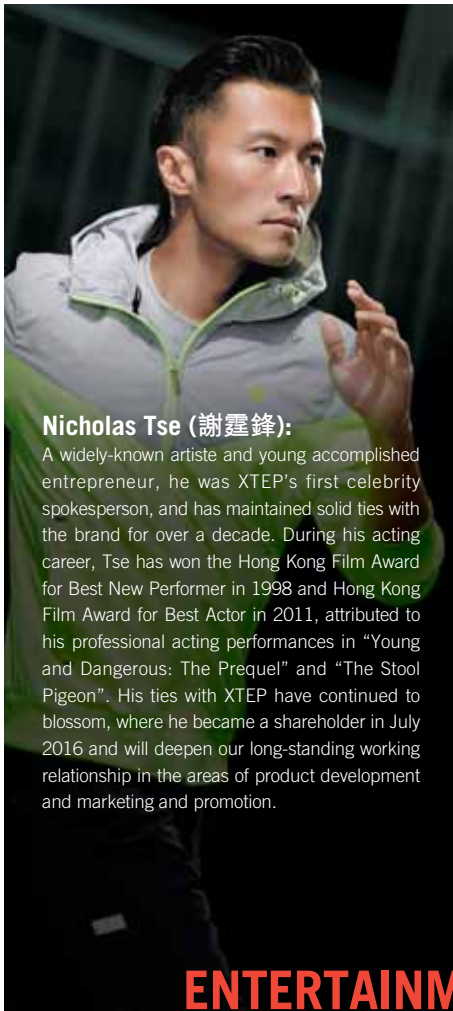 Nicholas Tse (謝霆鋒):
A widely-known artiste and young accomplished
entrepreneur, he was XTEP's first celebrity
spokesperson, and has maintained solid ties with
the brand for over a decade. During his acting
career, Tse has won the Hong Kong Film Award
for Best New Performer in 1998 and Hong Kong
Film Award for Best Actor in 2011, attributed to
his professional acting performances in “Young
and Dangerous: The Prequel” and “The Stool
Pigeon”. His ties with XTEP have continued to
blossom, where he became a shareholder in July
2016 and will deepen our long-standing working
relationship in the areas of product development
and marketing and promotion.
ENTERTAINM